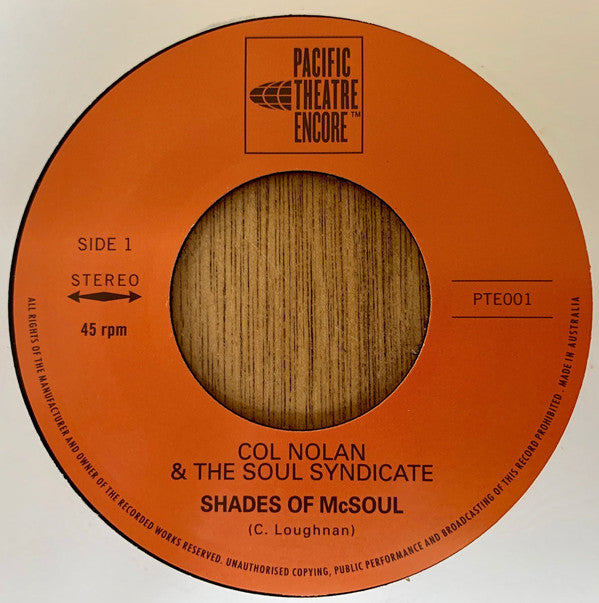 PACIFIC
THEATRE
ENCORE™
SIDE 1
STEREO
45 rpm
PTE001
COL NOLAN
& THE SOUL SYNDICATE
SHADES OF McSOUL
(C. Loughnan)
ALL RIGHTS OF THE MANUFACTURER AND OWNER OF THE RECORDED WORKS RESERVED. UNAUTHORISED COPYING, PUBLIC PERFORMANCE AND BROADCASTING OF THIS RECORD PROHIBITED - MADE IN AUSTRALIA